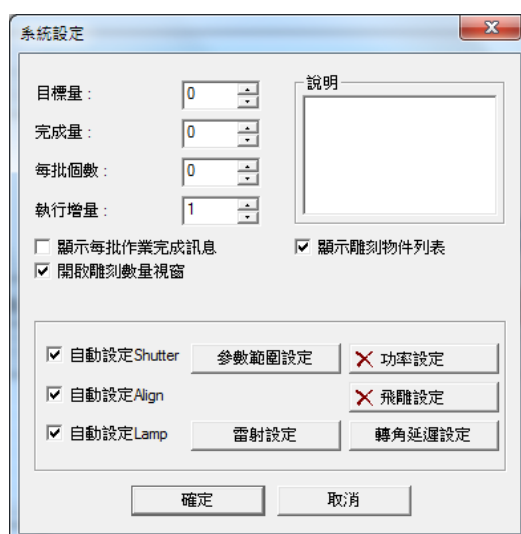 系統設定
目標量：
0
說明
完成量：
0
每批個數：
0
執行增量：
1
顯示每批作業完成訊息
顯示雕刻物件列表
開啟雕刻數量視窗
自動設定Shutter
參數範圍設定
功率設定
自動設定Align
飛雕設定
自動設定Lamp
雷射設定
轉角延遲設定
確定
取消